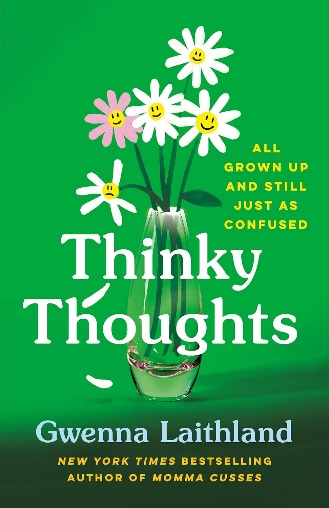 ALL
GROWN UP
AND STILL
JUST AS
CONFUSED
Thinky
Thoughts
Gwenna Laithland
NEW YORK TIMES BESTSELLING
AUTHOR OF MOMMA CUSSES